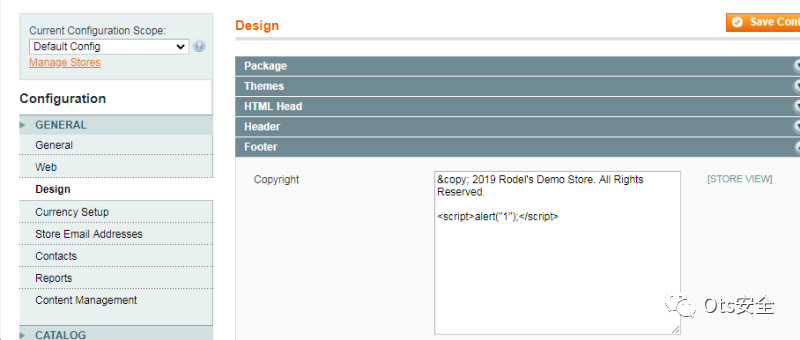 Current Configuration Scope:
Default Config
Manage Stores
Configuration
GENERAL
General
Web
Design
Currency Setup
Store Email Addresses
Contacts
Reports
Content Management
CATALOG
Design
Save Cont
Package
Themes
HTML Head
Header
Footer
Copyright
&copy; 2019 Rodel's Demo Store. All Rights
Reserved.
<script>alert("1");</script>
[STORE VIEW]
Ots安全